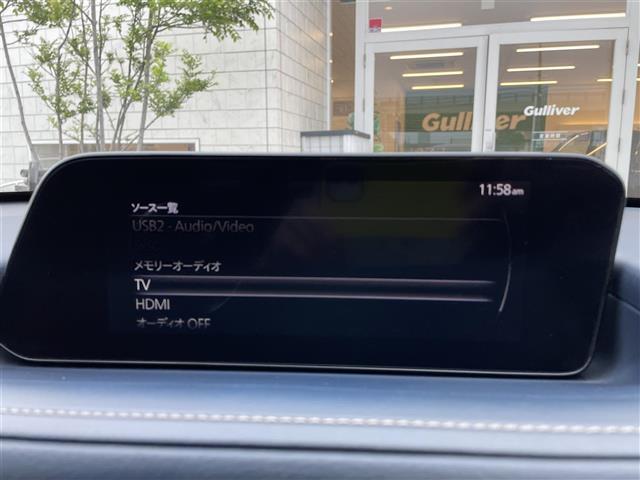 Gulliver
Gulliver
11:58am
ソース一覧
USB2 - Audio/Video
メモリーオーディオ
TV
HDMI
オーディオ OFF